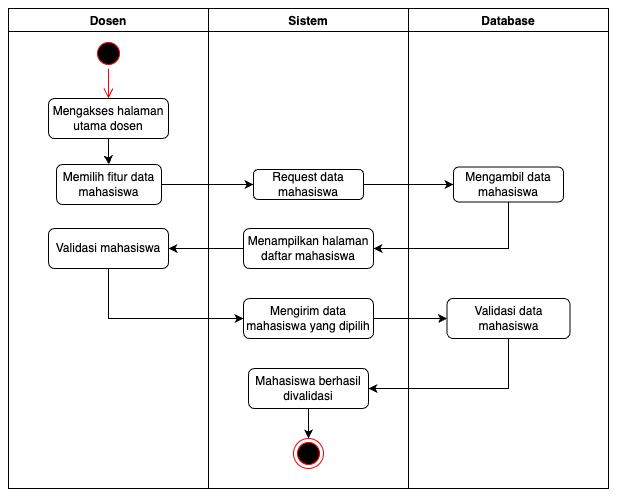 Dosen
Sistem
Database
Mengakses halaman
utama dosen
Memilih fitur data
mahasiswa
Request data
mahasiswa
Mengambil data
mahasiswa
Validasi mahasiswa
Menampilkan halaman
daftar mahasiswa
Mengirim data
mahasiswa yang dipilih
Validasi data
mahasiswa
Mahasiswa berhasil
divalidasi